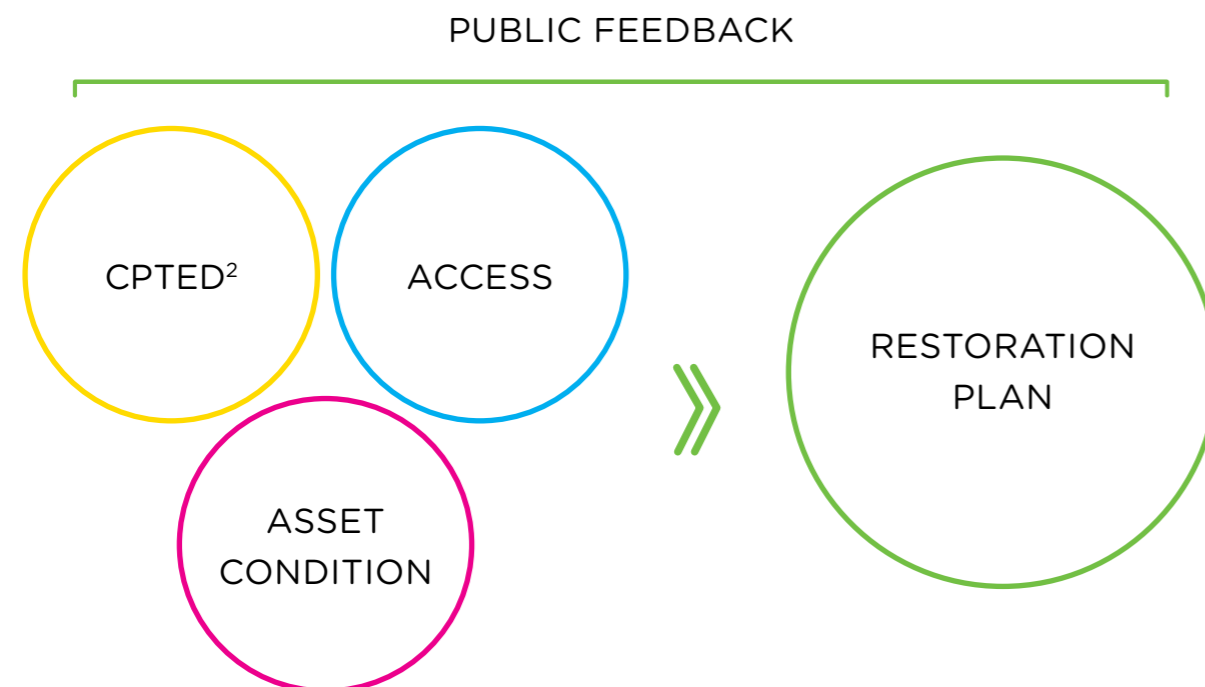 PUBLIC FEEDBACK
CPTED²
ACCESS
ASSET
CONDITION
RESTORATION
PLAN